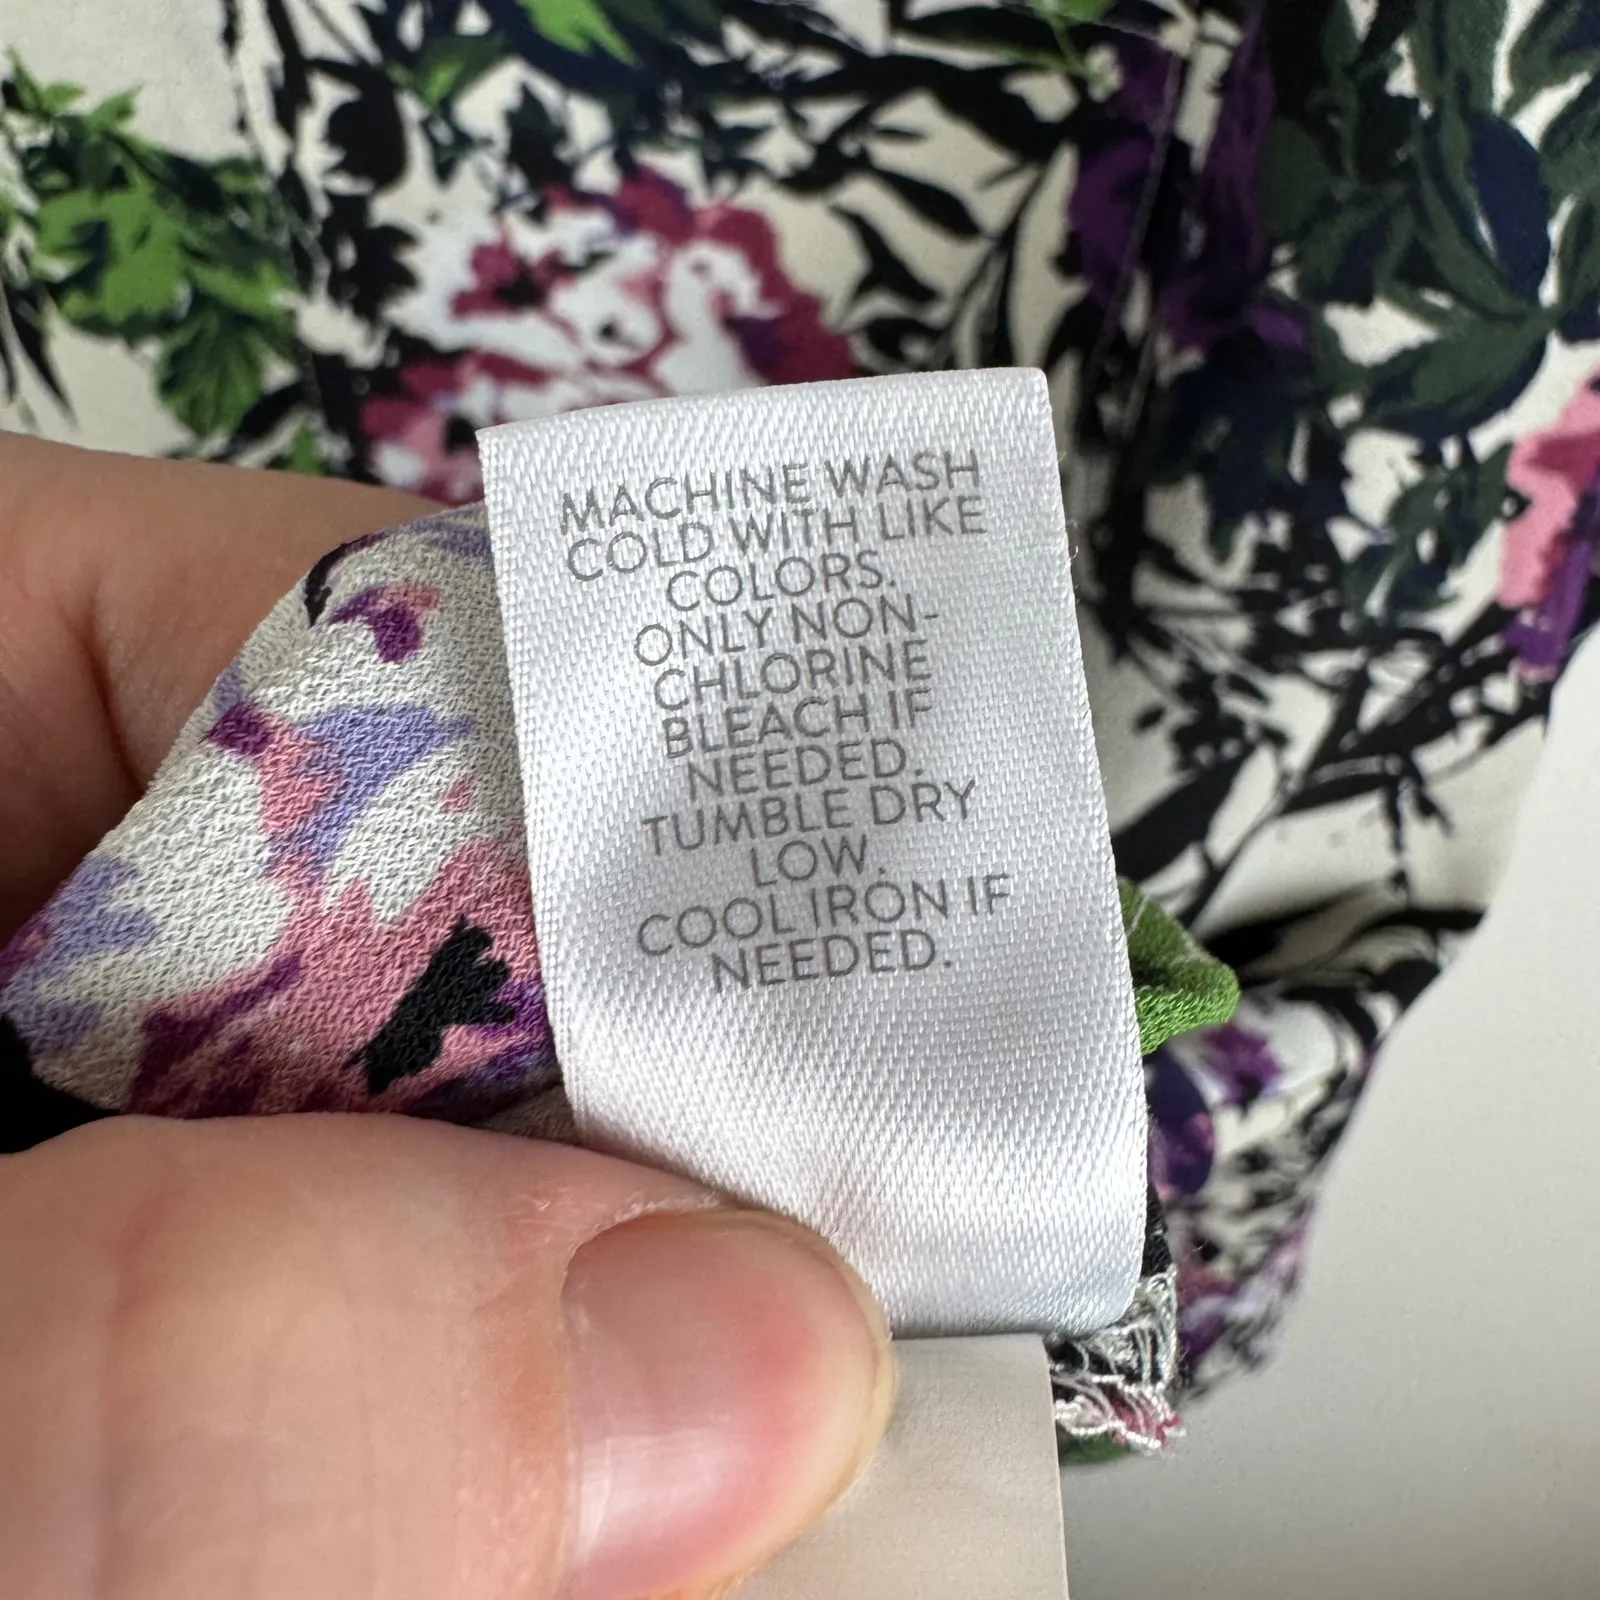 MACHINE WASH
COLD WITH LIKE
COLORS.
ONLY NON-
CHLORINE
BLEACH IF
NEEDED.
TUMBLE DRY
LOW.
COOL IRON IF
NEEDED.